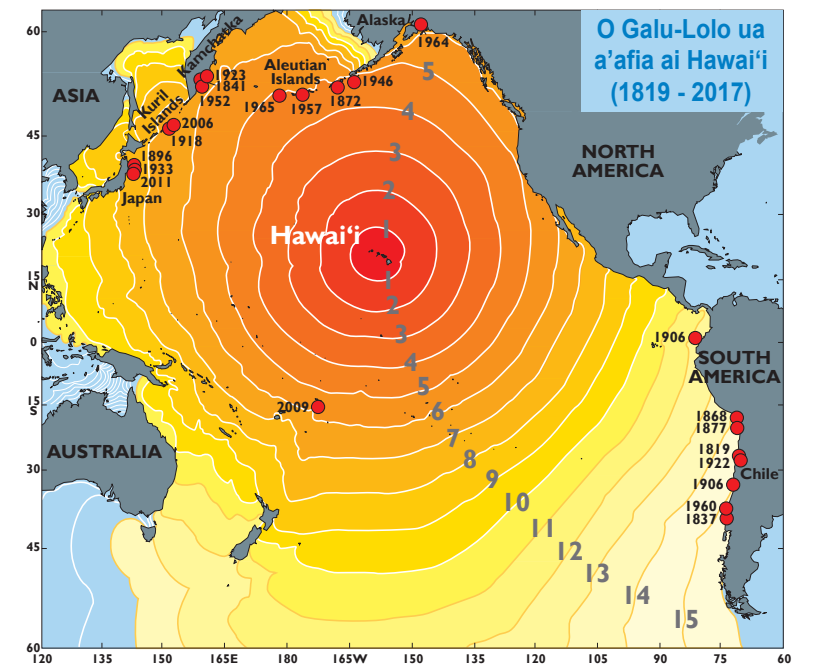 O Galu-Lolo ua
a'afia ai Hawai‘i
(1819 - 2017)
60
45
30
15
N
0
15
S
30
45
60
120
135
150
165E
180
165W
150
135
120
105
90
75
60
ASIA
Kamchatka
1923
1841
1952
Kuril
Islands
2006
1918
1896
1933
2011
Japan
Aleutian
Islands
1965
1957
1872
1946
Alaska
1964
NORTH
AMERICA
Hawai‘i
5
4
3
2
1
1
2
3
4
5
6
7
8
9
10
11
12
13
14
15
2009
AUSTRALIA
1906
SOUTH
AMERICA
1868
1877
1819
1922
Chile
1906
1960
1837